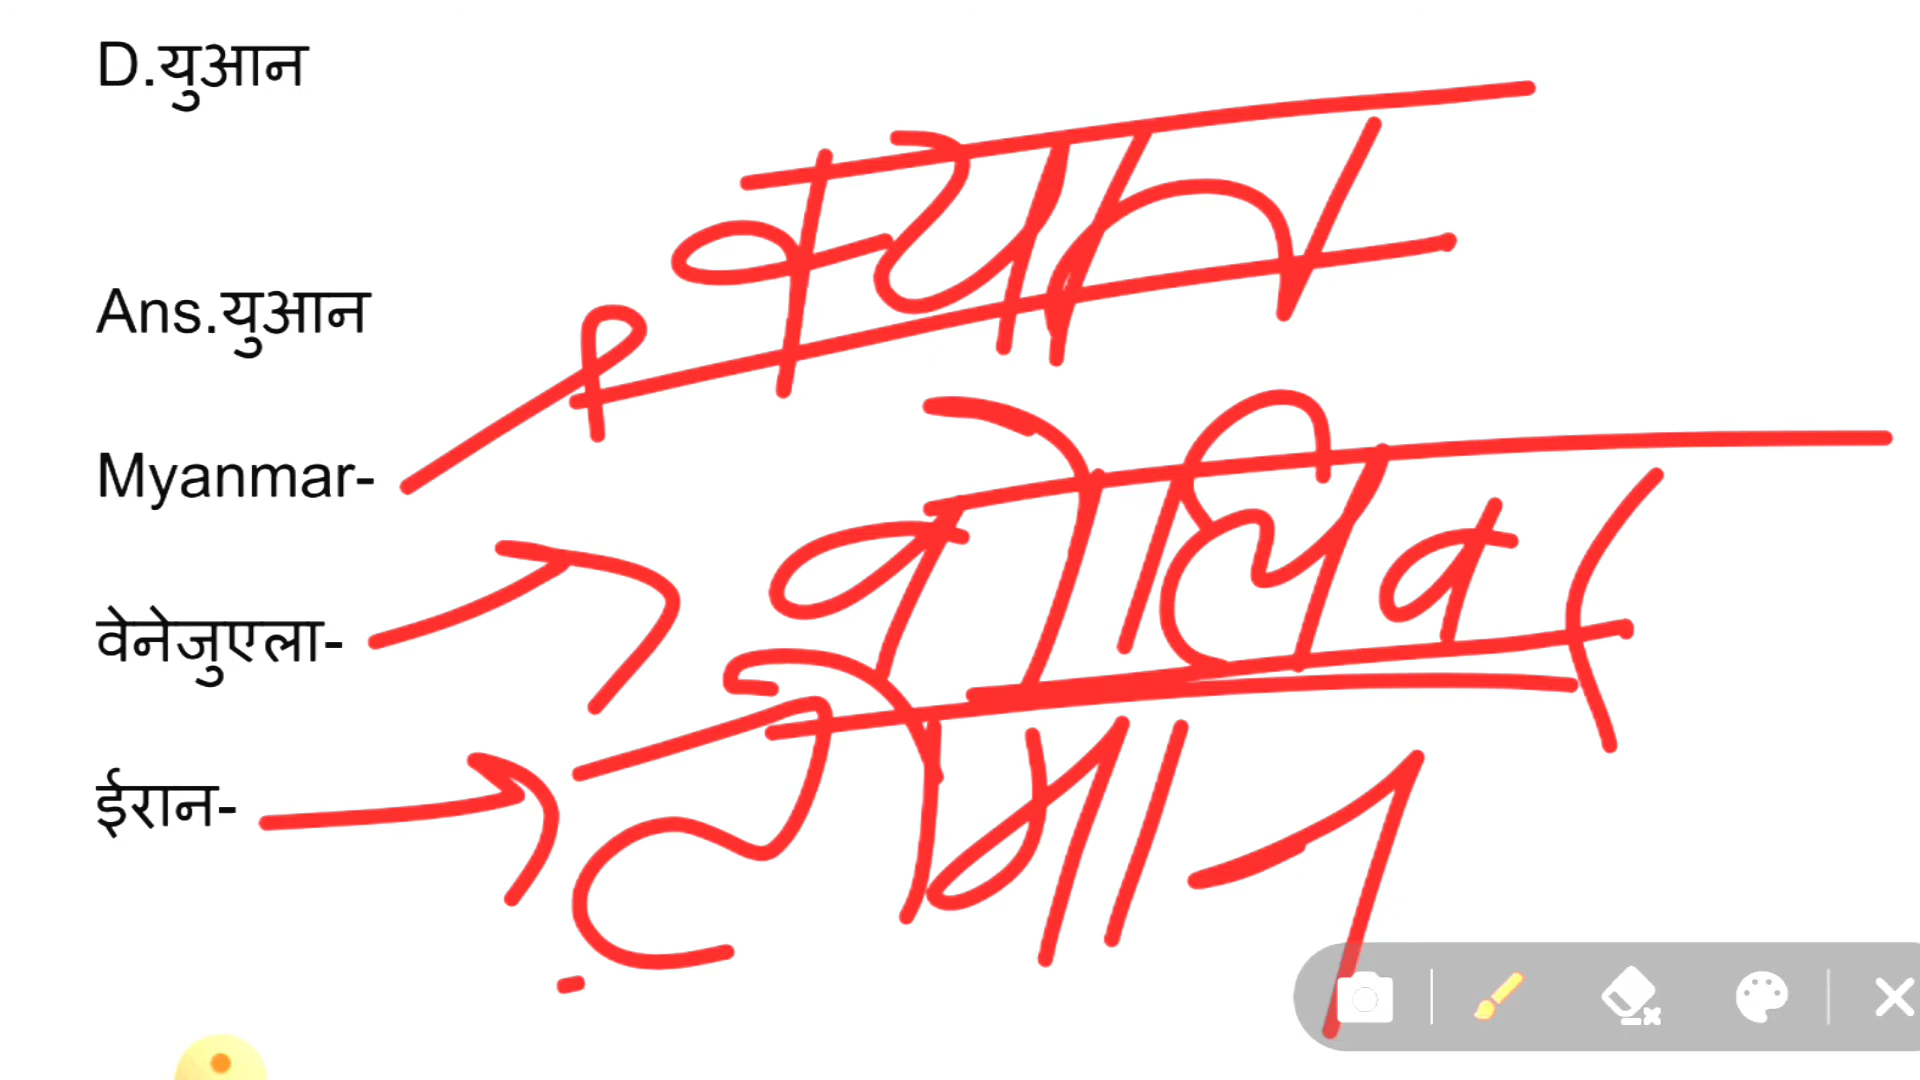 D.युआन
Ans.युआन
Myanmar- क्यात
वेनेजुएला- बोलिवर
ईरान-